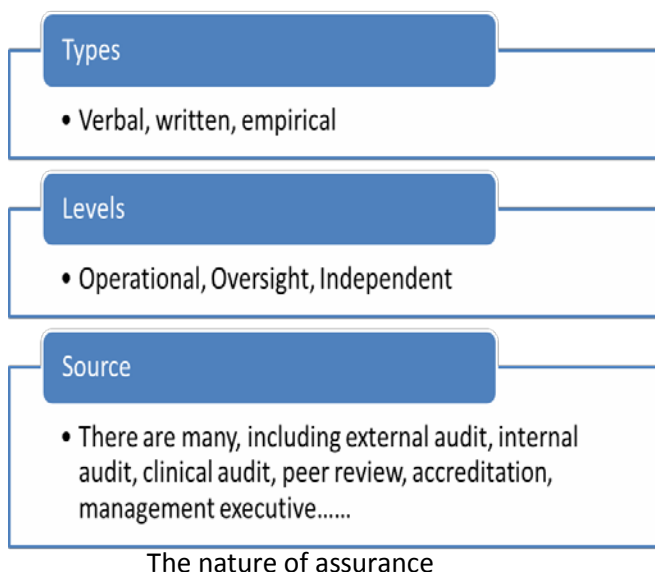 Types
• Verbal, written, empirical
Levels
• Operational, Oversight, Independent
Source
• There are many, including external audit, internal
audit, clinical audit, peer review, accreditation,
management executive......
The nature of assurance